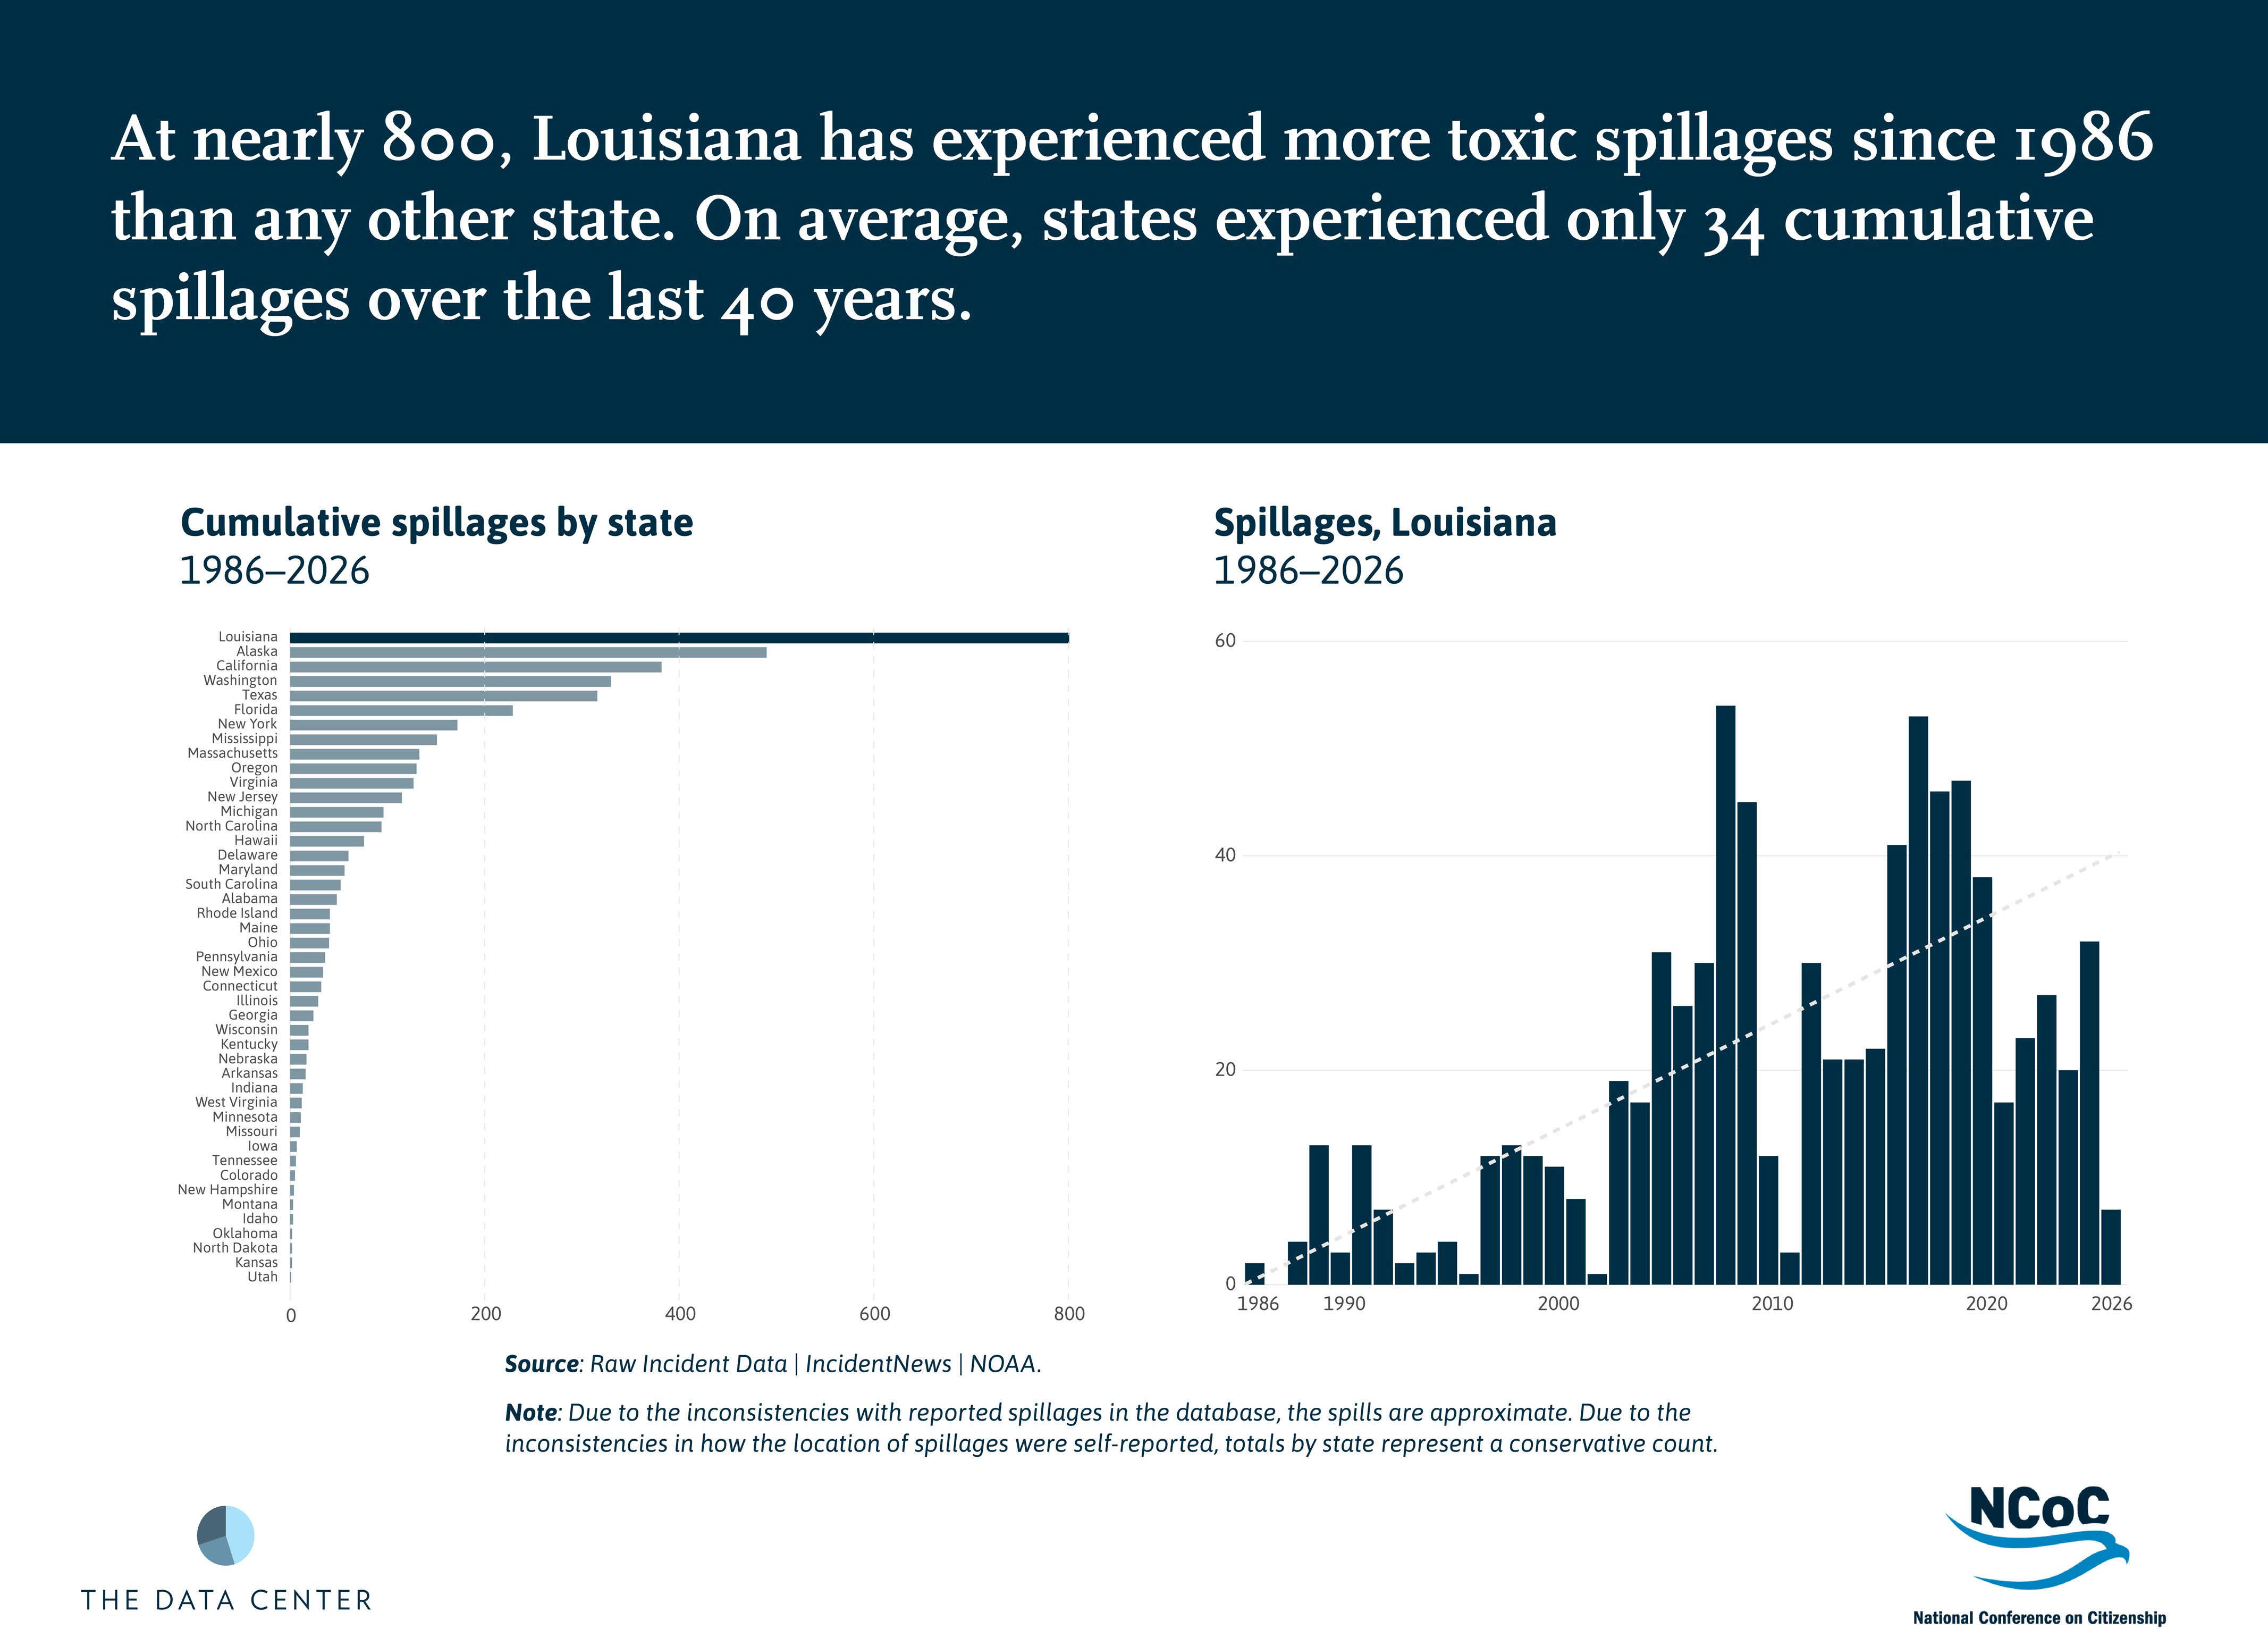 At nearly 800, Louisiana has experienced more toxic spillages since 1986
than any other state. On average, states experienced only 34 cumulative
spillages over the last 40 years.
Cumulative spillages by state
1986–2026
Louisiana
Alaska
California
Washington
Texas
Florida
New York
Mississippi
Massachusetts
Oregon
Virginia
New Jersey
Michigan
North Carolina
Hawaii
Delaware
Maryland
South Carolina
Alabama
Rhode Island
Maine
Ohio
Pennsylvania
New Mexico
Connecticut
Illinois
Georgia
Wisconsin
Kentucky
Nebraska
Arkansas
Indiana
West Virginia
Minnesota
Missouri
Iowa
Tennessee
Colorado
New Hampshire
Montana
Idaho
Oklahoma
North Dakota
Kansas
Utah
0 200 400 600 800
Spillages, Louisiana
1986–2026
60
40
20
0
1986 1990 2000 2010 2020 2026
Source: Raw Incident Data | IncidentNews | NOAA.
Note: Due to the inconsistencies with reported spillages in the database, the spills are approximate. Due to the
inconsistencies in how the location of spillages were self-reported, totals by state represent a conservative count.
THE DATA CENTER
NCoC
National Conference on Citizenship